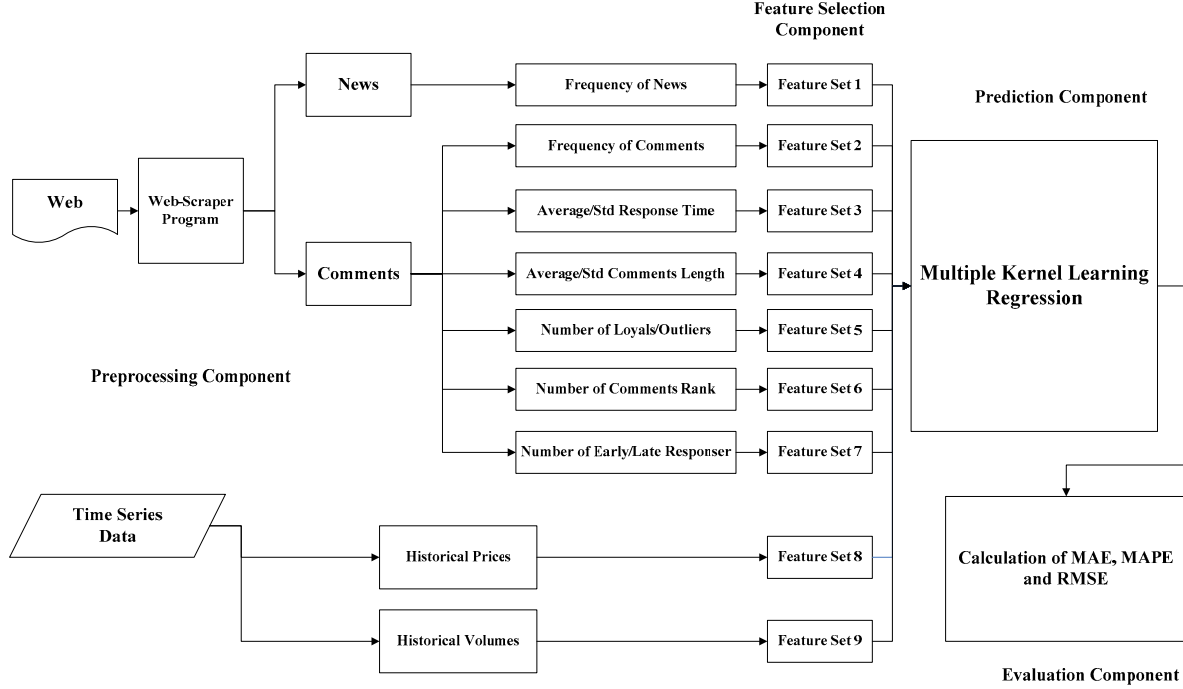 Feature Selection
Component
News
Frequency of News
Feature Set 1
Prediction Component
Frequency of Comments
Feature Set 2
Web
Web-Scraper
Program
Average/Std Response Time
Feature Set 3
Comments
Average/Std Comments Length
Feature Set 4
Multiple Kernel Learning
Regression
Number of Loyals/Outliers
Feature Set 5
Preprocessing Component
Number of Comments Rank
Feature Set 6
Number of Early/Late Responser
Feature Set 7
Time Series
Data
Historical Prices
Feature Set 8
Calculation of MAE, MAPE
and RMSE
Historical Volumes
Feature Set 9
Evaluation Component